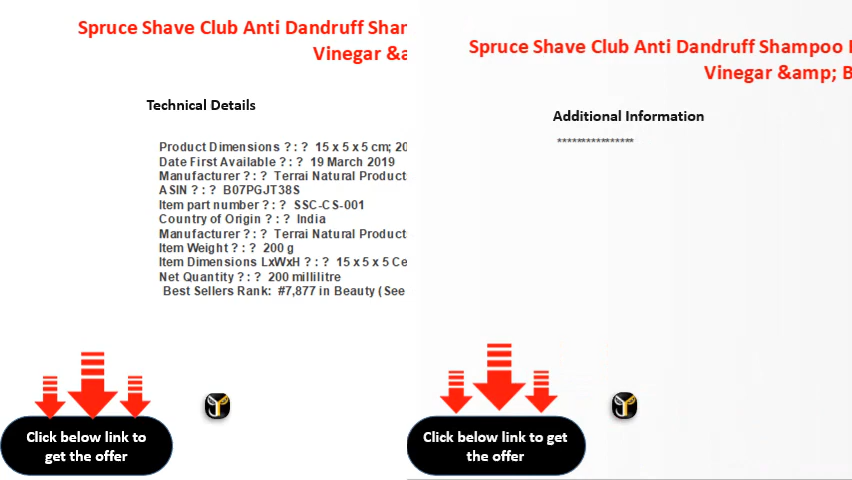 Spruce Shave Club Anti Dandruff
Vinegar
Technical Details
Product Dimensions ? : ? 15 x 5 x 5 cm; 20
Date First Available ? : ? 19 March 2019
Manufacturer ? : ? Terrai Natural Product
ASIN ? : ? B07PGJT38S
Item part number ? : ? SSC-CS-001
Country of Origin ? : ? India
Manufacturer ? : ? Terrai Natural Product
Item Weight ? : ? 200 g
Item Dimensions LxWxH ? : ? 15 x 5 x 5 Ce
Net Quantity ? : ? 200 millilitre
Best Sellers Rank: #7,877 in Beauty ( See
Click below link to
get the offer
Spruce Shave Club Anti Dandruff Shampoo
Vinegar &amp; B
Additional Information
****************
Click below link to get
the offer